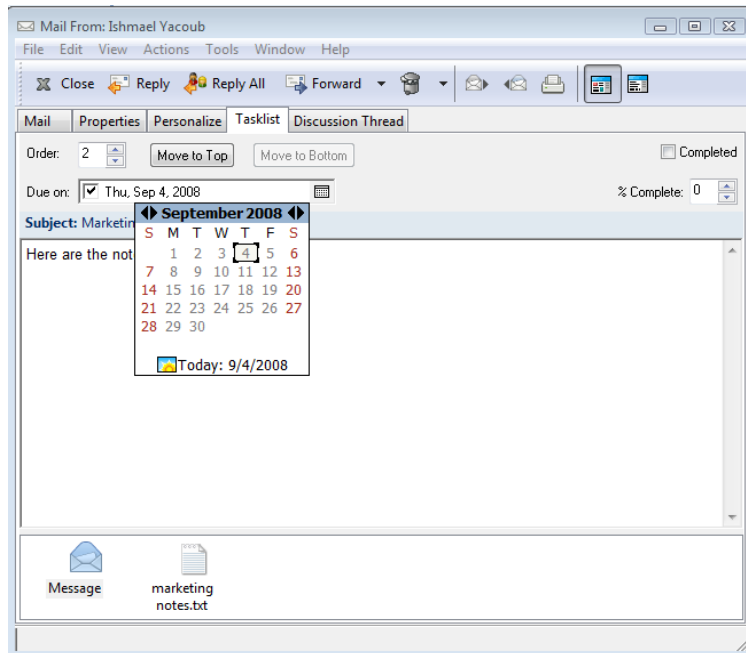 Mail From: Ishmael Yacoub
File Edit View Actions Tools Window Help
Close Reply Reply All Forward
Mail Properties Personalize Tasklist Discussion Thread
Order: 2 Move to Top Move to Bottom Completed
Due on: Thu, Sep 4, 2008 % Complete: 0
Subject:
September 2008
S M T W T F S
Here are the
1 2 3 4 5 6
7 8 9 10 11 12 13
14 15 16 17 18 19 20
21 22 23 24 25 26 27
28 29 30
Today: 9/4/2008
Message marketing
notes.txt